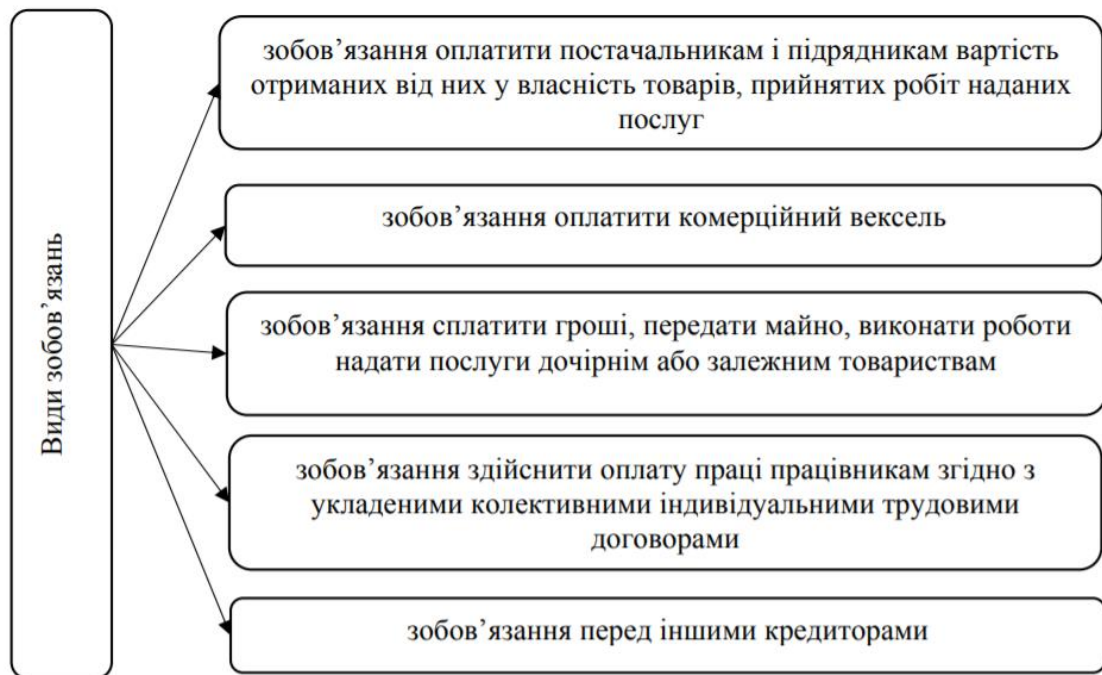 Види зобов’язань
зобов’язання оплатити постачальникам і підрядникам вартість
отриманих від них у власність товарів, прийнятих робіт наданих
послуг
зобов’язання оплатити комерційний вексель
зобов’язання сплатити гроші, передати майно, виконати роботи
надати послуги дочірнім або залежним товариствам
зобов’язання здійснити оплату праці працівникам згідно з
укладеними колективними індивідуальними трудовими
договорами
зобов’язання перед іншими кредиторами